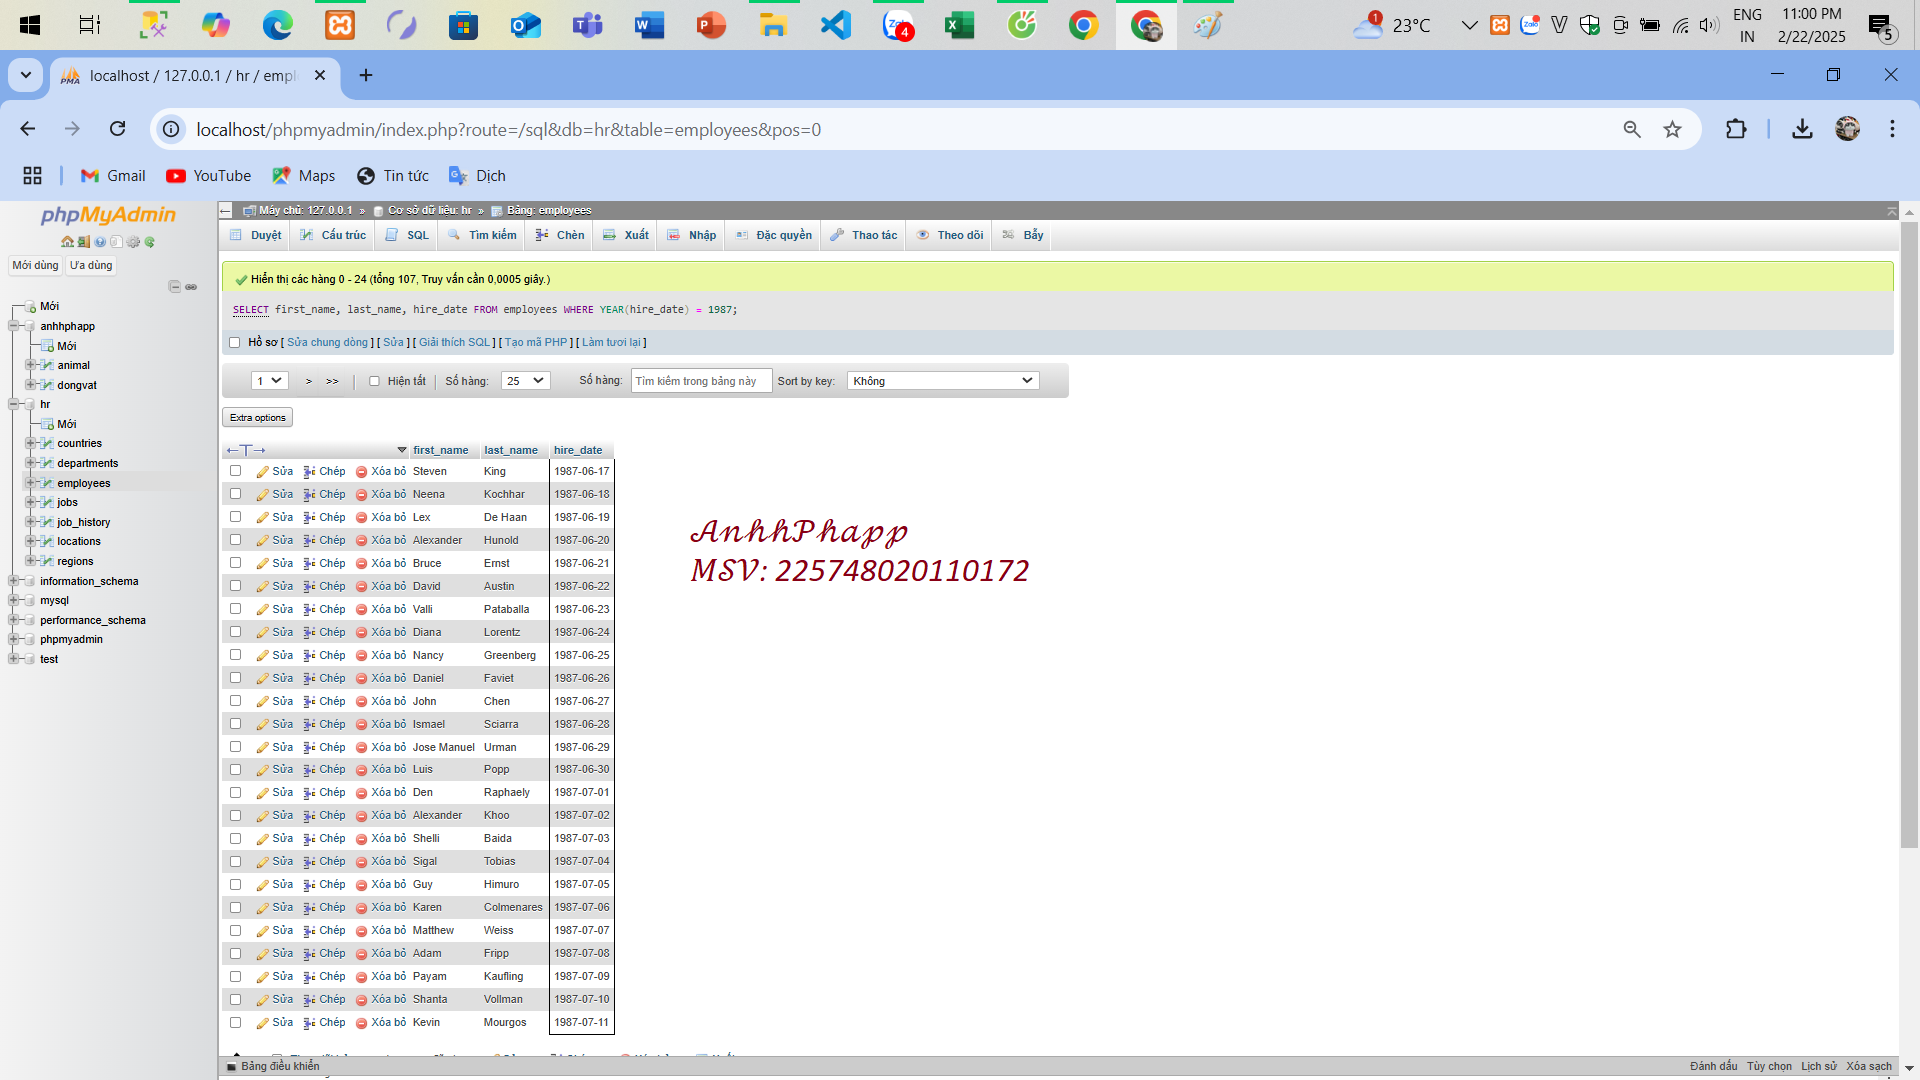 23°C
ENG
IN
11:00 PM
2/22/2025
5
localhost / 127.0.0.1 / hr / empl
localhost/phpmyadmin/index.php?route=/sql&db=hr&table=employees&pos=0
Gmail YouTube Maps Tin tức Dịch
phpMyAdmin
Mới dùng Ưa dùng
Mới
anhhphapp
Mới
animal
dongvat
hr
Mới
countries
departments
employees
jobs
job_history
locations
regions
information_schema
mysql
performance_schema
phpmyadmin
test
Máy chủ: 127.0.0.1 » Cơ sở dữ liệu: hr » Bảng: employees
Duyệt Cấu trúc SQL Tìm kiếm Chèn Xuất Nhập Đặc quyền Thao tác Theo dõi Bẫy
Hiển thị các hàng 0 - 24 (tổng 107, Truy vấn cần 0,0005 giây.)
SELECT first_name, last_name, hire_date FROM employees WHERE YEAR(hire_date) = 1987;
Hồ sơ [ Sửa chung dòng ] [ Sửa ] [ Giải thích SQL ] [ Tạo mã PHP ] [ Làm tươi lại ]
1 > >> Hiện tất Số hàng: 25 Số hàng: Tìm kiếm trong bảng này Sort by key: Không
Extra options
first_name last_name hire_date
Sửa Chép Xóa bỏ Steven King 1987-06-17
Sửa Chép Xóa bỏ Neena Kochhar 1987-06-18
Sửa Chép Xóa bỏ Lex De Haan 1987-06-19
Sửa Chép Xóa bỏ Alexander Hunold 1987-06-20
Sửa Chép Xóa bỏ Bruce Ernst 1987-06-21
Sửa Chép Xóa bỏ David Austin 1987-06-22
Sửa Chép Xóa bỏ Valli Pataballa 1987-06-23
Sửa Chép Xóa bỏ Diana Lorentz 1987-06-24
Sửa Chép Xóa bỏ Nancy Greenberg 1987-06-25
Sửa Chép Xóa bỏ Daniel Faviet 1987-06-26
Sửa Chép Xóa bỏ John Chen 1987-06-27
Sửa Chép Xóa bỏ Ismael Sciarra 1987-06-28
Sửa Chép Xóa bỏ Jose Manuel Urman 1987-06-29
Sửa Chép Xóa bỏ Luis Popp 1987-06-30
Sửa Chép Xóa bỏ Den Raphaely 1987-07-01
Sửa Chép Xóa bỏ Alexander Khoo 1987-07-02
Sửa Chép Xóa bỏ Shelli Baida 1987-07-03
Sửa Chép Xóa bỏ Sigal Tobias 1987-07-04
Sửa Chép Xóa bỏ Guy Himuro 1987-07-05
Sửa Chép Xóa bỏ Karen Colmenares 1987-07-06
Sửa Chép Xóa bỏ Matthew Weiss 1987-07-07
Sửa Chép Xóa bỏ Adam Fripp 1987-07-08
Sửa Chép Xóa bỏ Payam Kaufling 1987-07-09
Sửa Chép Xóa bỏ Shanta Vollman 1987-07-10
Sửa Chép Xóa bỏ Kevin Mourgos 1987-07-11
AnhhPhapp
MSV: 225748020110172
Bảng điều khiển
Đánh dấu Tùy chọn Lịch sử Xóa sạch